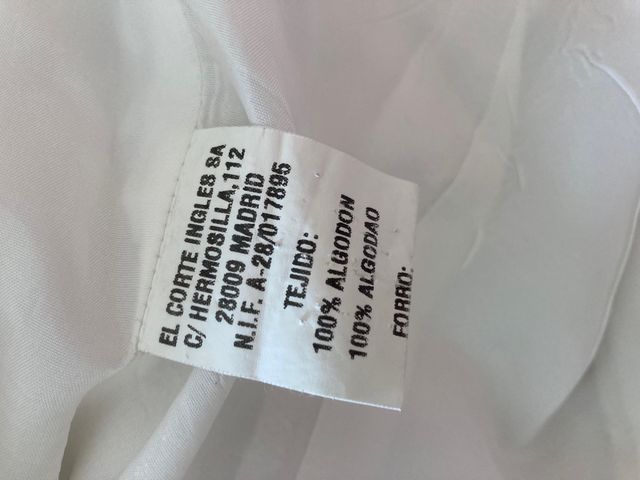 EL CORTE INGLES SA
C/ HERMOSILLA,112
28009 MADRID
N.I.F. A-28/017895
TEJIDO:
100% ALGODON
100% ALGODAO
FORRO: